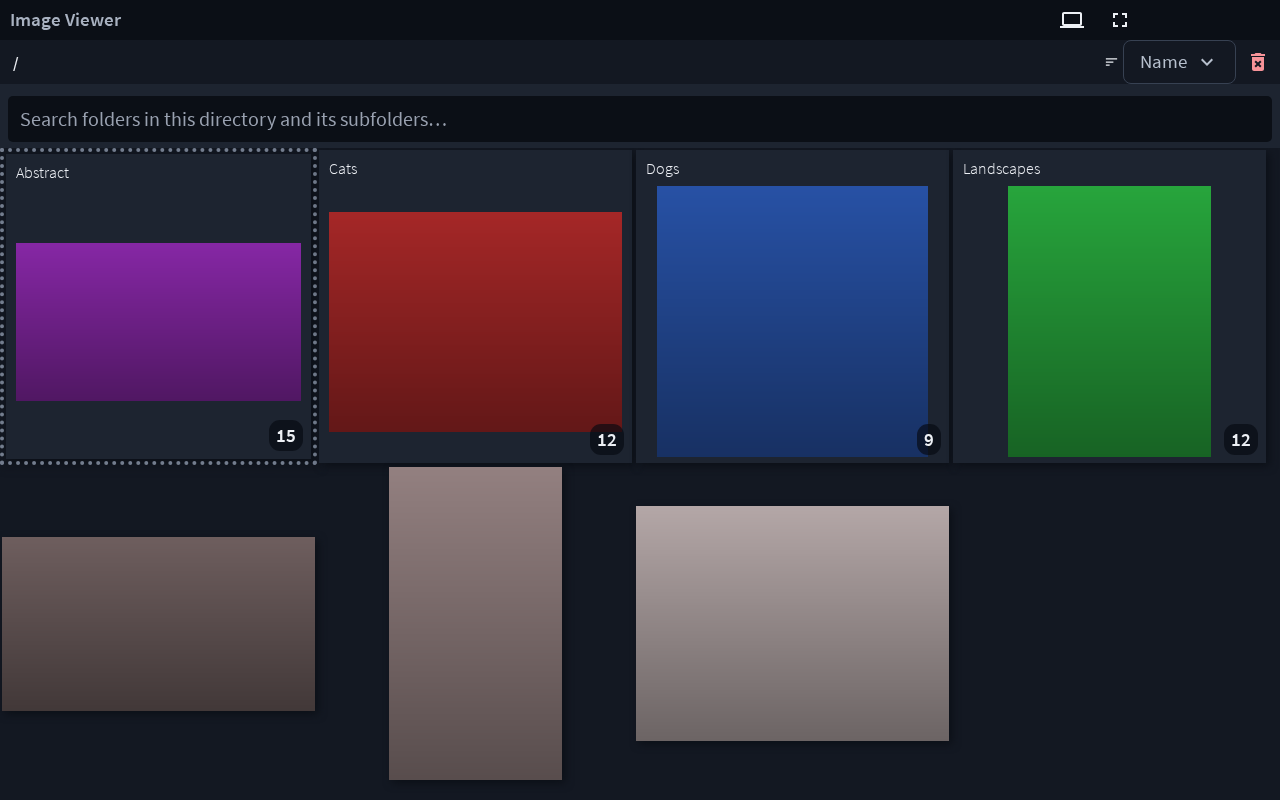 Image Viewer
/
Name
Search folders in this directory and its subfolders…
Abstract
Cats
Dogs
Landscapes
15
12
9
12